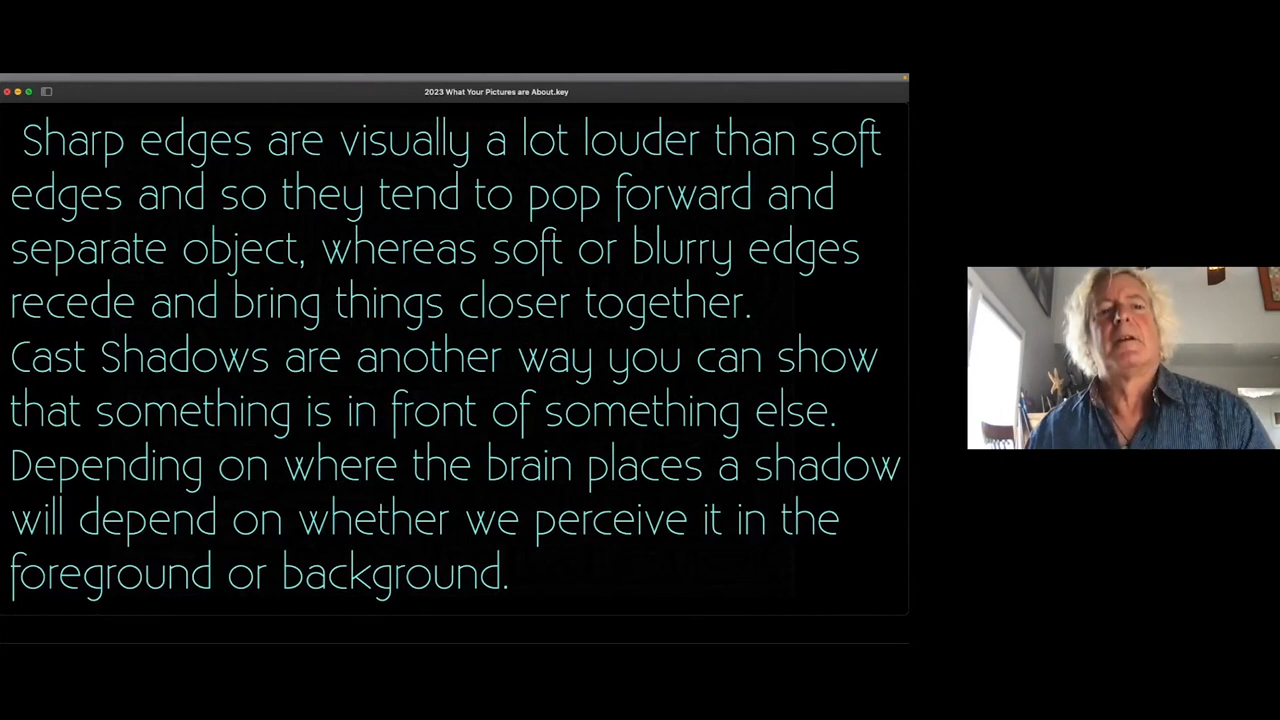 2023 What Your Pictures are About.key
Sharp edges are visually a lot louder than soft
edges and so they tend to pop forward and
separate object, whereas soft or blurry edges
recede and bring things closer together.
Cast Shadows are another way you can show
that something is in front of something else.
Depending on where the brain places a shadow
will depend on whether we perceive it in the
foreground or background.